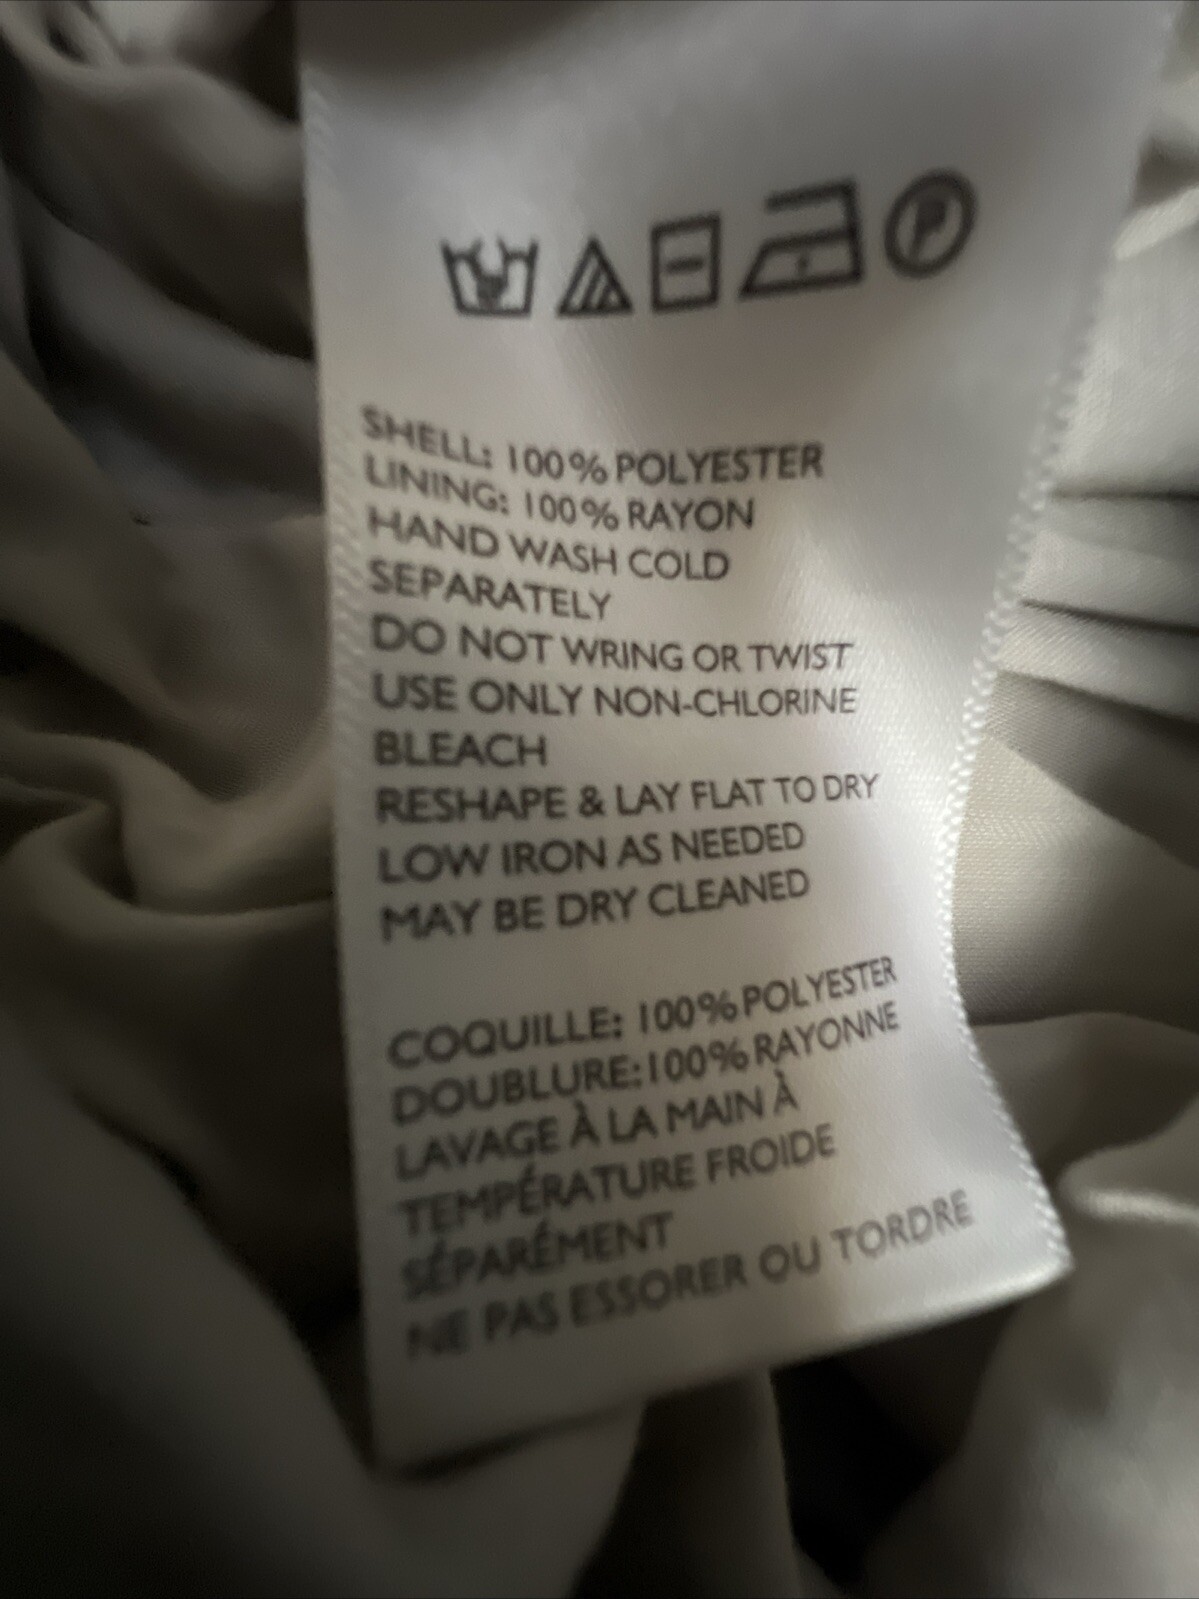 P
SHELL: 100% POLYESTER
LINING: 100% RAYON
HAND WASH COLD
SEPARATELY
DO NOT WRING OR TWIST
USE ONLY NON-CHLORINE
BLEACH
RESHAPE & LAY FLAT TO DRY
LOW IRON AS NEEDED
MAY BE DRY CLEANED
COQUILLE: 100% POLYESTER
DOUBLURE:100% RAYONNE
LAVAGE À LA MAIN À
TEMPÉRATURE FROIDE
SÉPARÉMENT
NE PAS ESSORER OU TORDRE